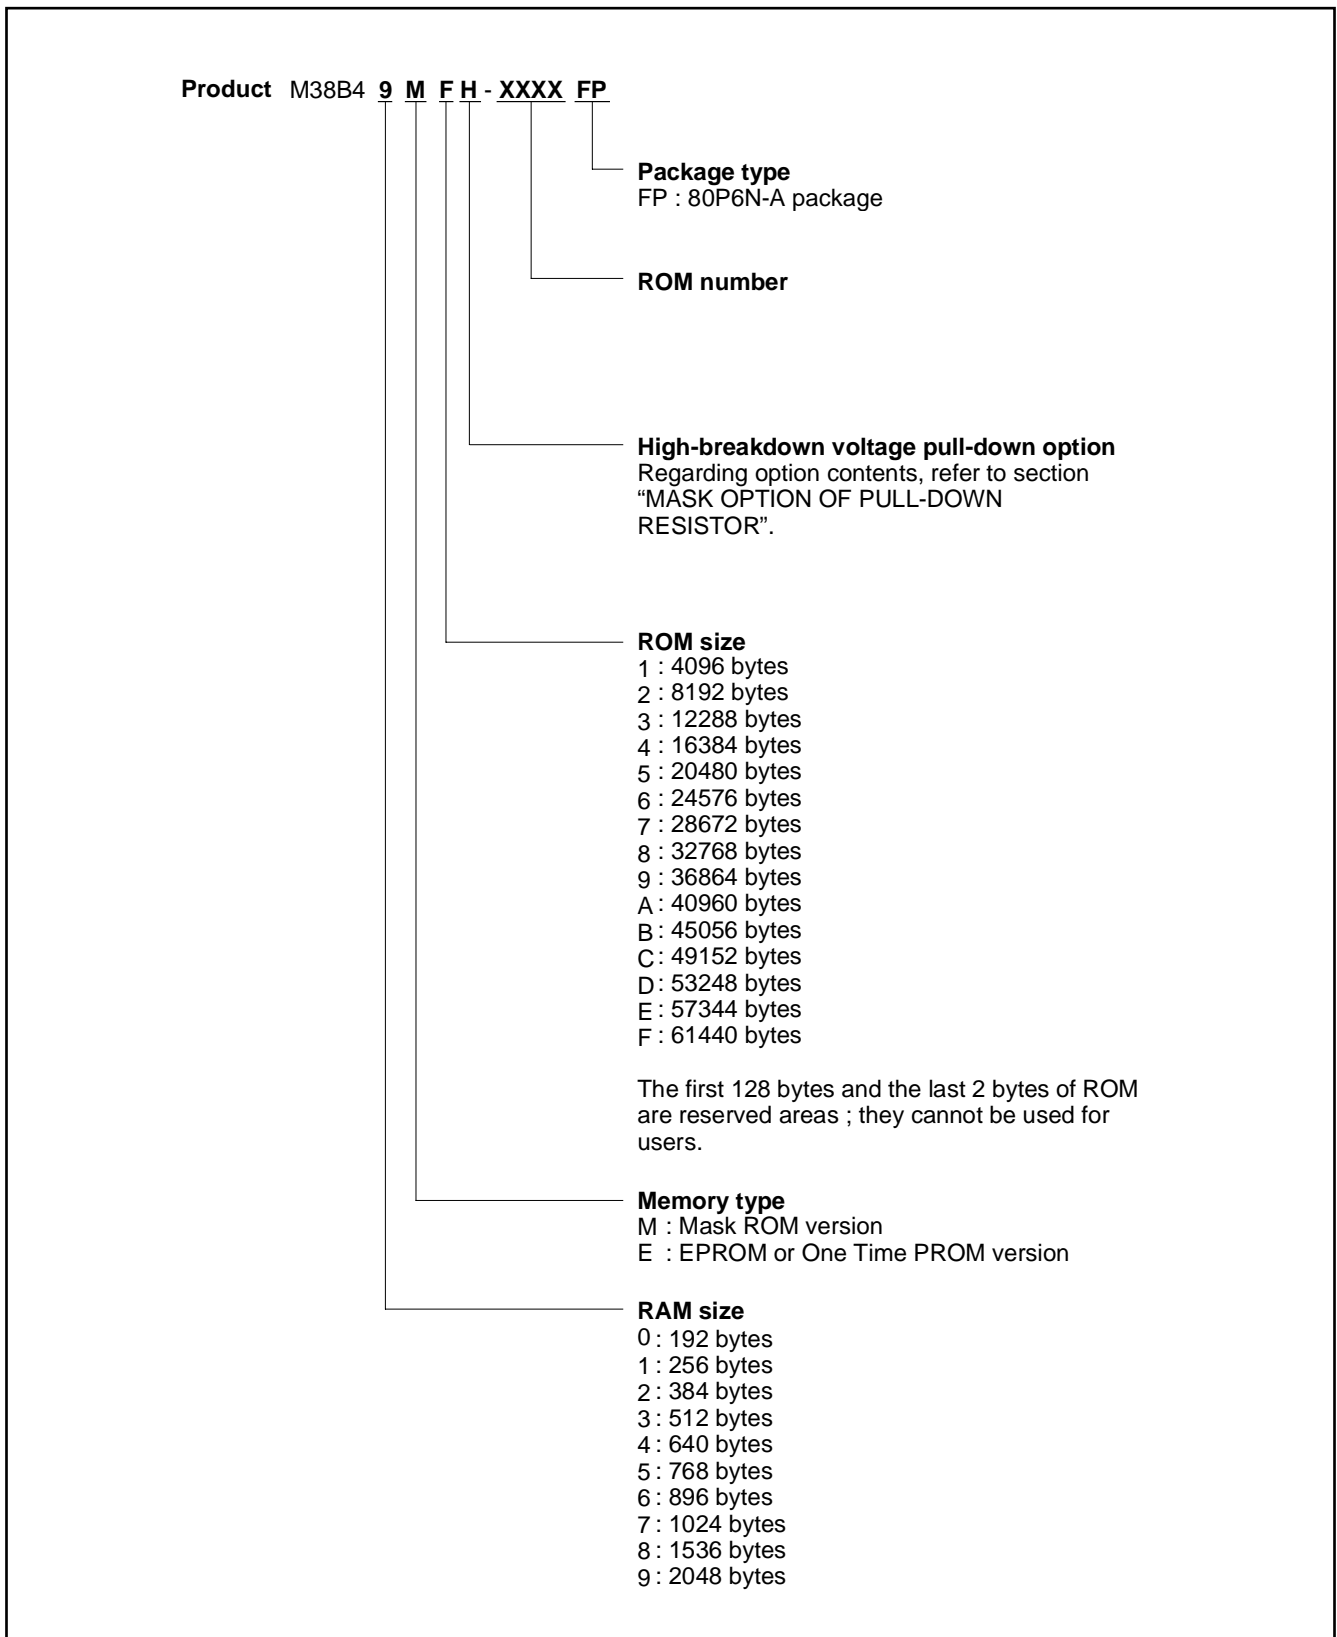 Product M38B4 9 M F H - XXXX FP
Package type
FP : 80P6N-A package
ROM number
High-breakdown voltage pull-down option
Regarding option contents, refer to section
“MASK OPTION OF PULL-DOWN
RESISTOR”.
ROM size
1 : 4096 bytes
2 : 8192 bytes
3 : 12288 bytes
4 : 16384 bytes
5 : 20480 bytes
6 : 24576 bytes
7 : 28672 bytes
8 : 32768 bytes
9 : 36864 bytes
A : 40960 bytes
B : 45056 bytes
C : 49152 bytes
D : 53248 bytes
E : 57344 bytes
F : 61440 bytes
The first 128 bytes and the last 2 bytes of ROM
are reserved areas ; they cannot be used for
users.
Memory type
M : Mask ROM version
E : EPROM or One Time PROM version
RAM size
0 : 192 bytes
1 : 256 bytes
2 : 384 bytes
3 : 512 bytes
4 : 640 bytes
5 : 768 bytes
6 : 896 bytes
7 : 1024 bytes
8 : 1536 bytes
9 : 2048 bytes